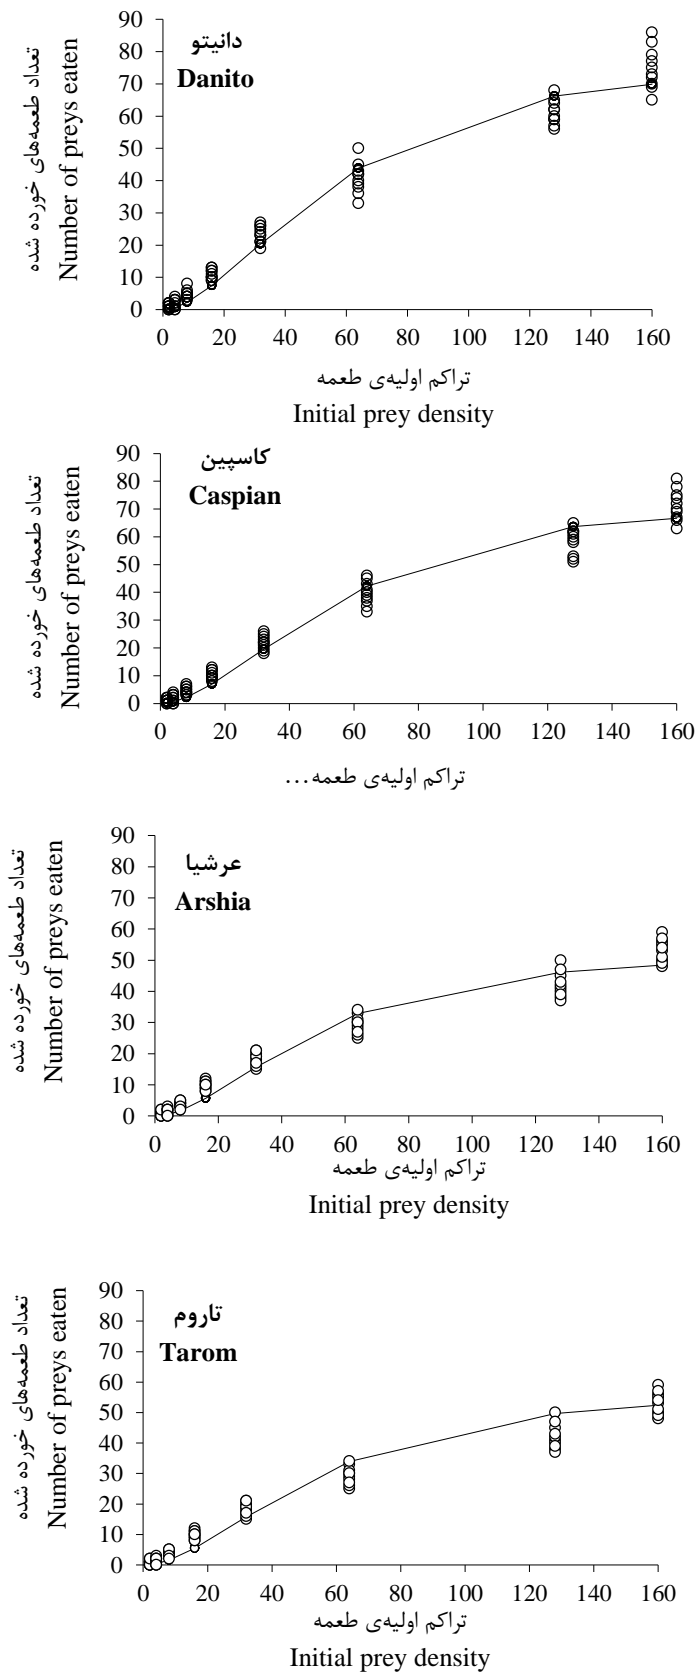 دانیتو
Danito
تعداد طعمه‌های خورده شده
Number of preys eaten
90
80
70
60
50
40
30
20
10
0
0 20 40 60 80 100 120 140 160
تراکم اولیه‌ی طعمه
Initial prey density
کاسپین
Caspian
تعداد طعمه‌های خورده شده
Number of preys eaten
90
80
70
60
50
40
30
20
10
0
0 20 40 60 80 100 120 140 160
تراکم اولیه‌ی طعمه...
عرشیا
Arshia
تعداد طعمه‌های خورده شده
Number of preys eaten
90
80
70
60
50
40
30
20
10
0
0 20 40 60 80 100 120 140 160
تراکم اولیه‌ی طعمه
Initial prey density
تاروم
Tarom
تعداد طعمه‌های خورده شده
Number of preys eaten
90
80
70
60
50
40
30
20
10
0
0 20 40 60 80 100 120 140 160
تراکم اولیه‌ی طعمه
Initial prey density